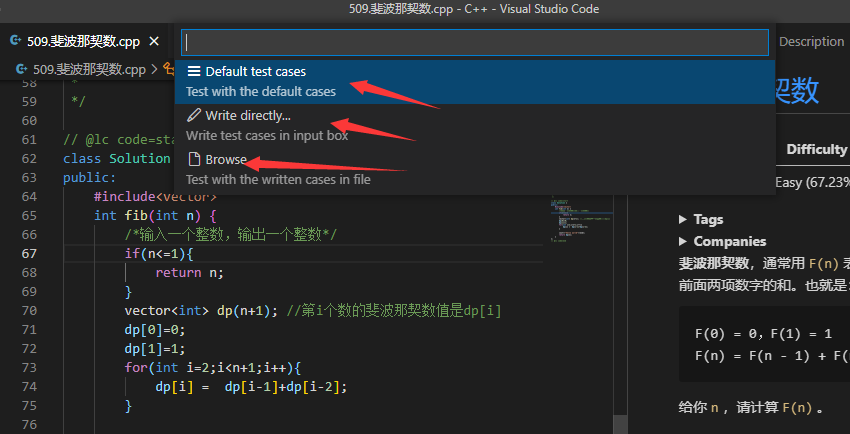 509.斐波那契数.cpp - C++ - Visual Studio Code
509.斐波那契数.cpp ×
Description
509.斐波那契数.cpp >
Default test cases
Test with the default cases
Write directly...
Write test cases in input box
Browse
Test with the written cases in file
58 *
59 */
60
61 // @lc code=sta
62 class Solution
63 public:
64 #include<vector>
65 int fib(int n) {
66 /*输入一个整数，输出一个整数*/
67 if(n<=1){
68 return n;
69 }
70 vector<int> dp(n+1); //第i个数的斐波那契数值是dp[i]
71 dp[0]=0;
72 dp[1]=1;
73 for(int i=2;i<n+1;i++){
74 dp[i] =  dp[i-1]+dp[i-2];
75 }
76
契数
Difficulty
Easy (67.23%
Tags
Companies
斐波那契数，通常用 F(n) 表
前面两项数字的和。也就是：
F(0) = 0，F(1) = 1
F(n) = F(n - 1) + F(
给你 n ，请计算 F(n) 。